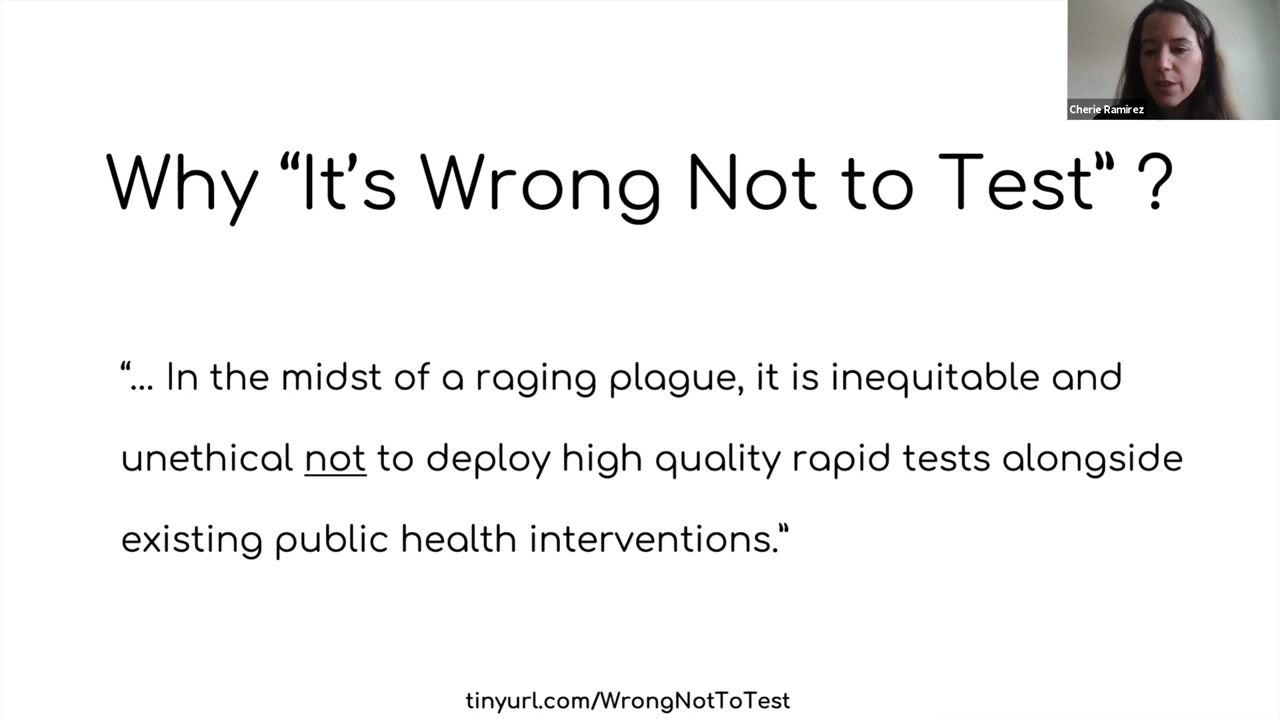 Cherie Ramirez
Why “It’s Wrong Not to Test” ?
“... In the midst of a raging plague, it is inequitable and
unethical not to deploy high quality rapid tests alongside
existing public health interventions.”
tinyurl.com/WrongNotToTest